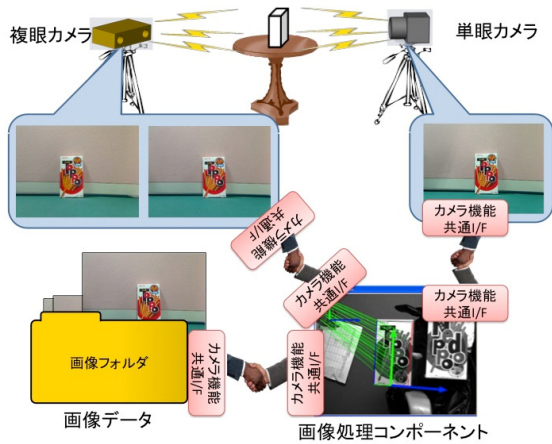 複眼カメラ
単眼カメラ
カメラ機能
共通I/F
カメラ機能
共通I/F
カメラ機能
共通I/F
カメラ機能
共通I/F
カメラ機能
共通I/F
カメラ機能
共通I/F
画像フォルダ
画像データ
画像処理コンポーネント